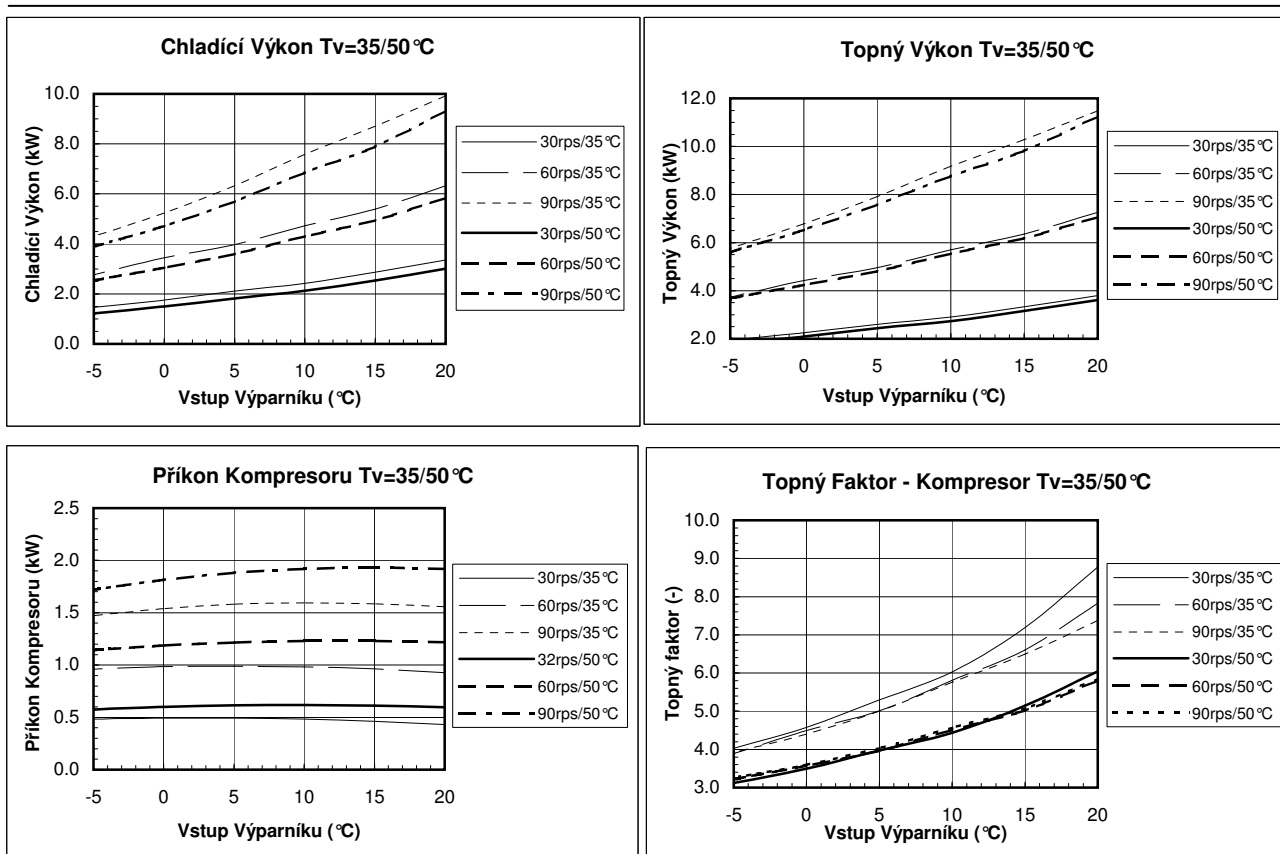 Chladící Výkon Tv=35/50°C
Chladící Výkon (kW)
10.0
8.0
6.0
4.0
2.0
0.0
-5 0 5 10 15 20
Vstup Výparníku (°C)
30rps/35°C
60rps/35°C
90rps/35°C
30rps/50°C
60rps/50°C
90rps/50°C
Topný Výkon Tv=35/50°C
Topný Výkon (kW)
12.0
10.0
8.0
6.0
4.0
2.0
-5 0 5 10 15 20
Vstup Výparníku (°C)
30rps/35°C
60rps/35°C
90rps/35°C
30rps/50°C
60rps/50°C
90rps/50°C
Příkon Kompresoru Tv=35/50°C
Příkon Kompresoru (kW)
2.5
2.0
1.5
1.0
0.5
0.0
-5 0 5 10 15 20
Vstup Výparníku (°C)
30rps/35°C
60rps/35°C
90rps/35°C
32rps/50°C
60rps/50°C
90rps/50°C
Topný Faktor - Kompresor Tv=35/50°C
Topný faktor (-)
10.0
9.0
8.0
7.0
6.0
5.0
4.0
3.0
-5 0 5 10 15 20
Vstup Výparníku (°C)
30rps/35°C
60rps/35°C
90rps/35°C
30rps/50°C
60rps/50°C
90rps/50°C